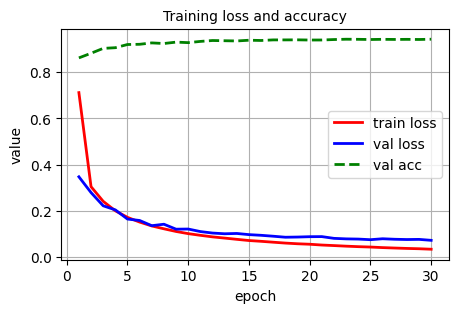 Training loss and accuracy
value
0.8
0.6
0.4
0.2
0.0
train loss
val loss
val acc
0 5 10 15 20 25 30
epoch